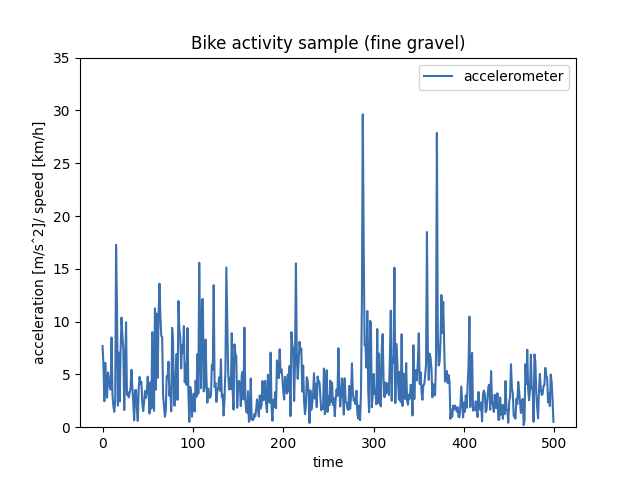 Bike activity sample (fine gravel)
accelerometer
35
30
25
20
15
10
5
0
acceleration [m/s^2]/ speed [km/h]
0 100 200 300 400 500
time